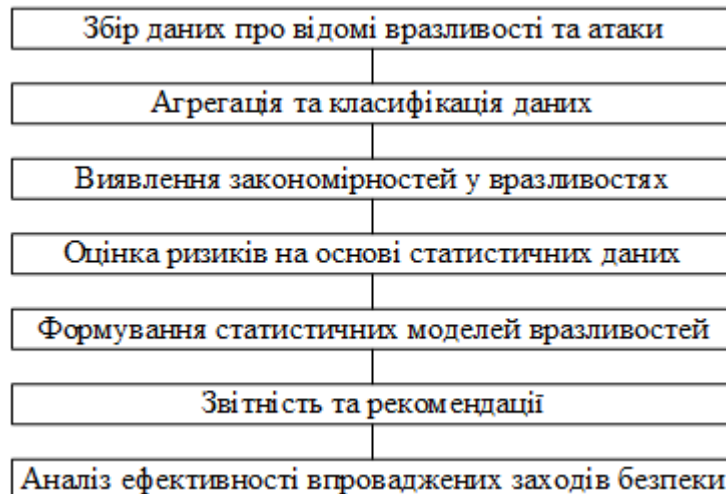 Збір даних про відомі вразливості та атаки
Агрегація та класифікація даних
Виявлення закономірностей у вразливостях
Оцінка ризиків на основі статистичних даних
Формування статистичних моделей вразливостей
Звітність та рекомендації
Аналіз ефективності впроваджених заходів безпеки